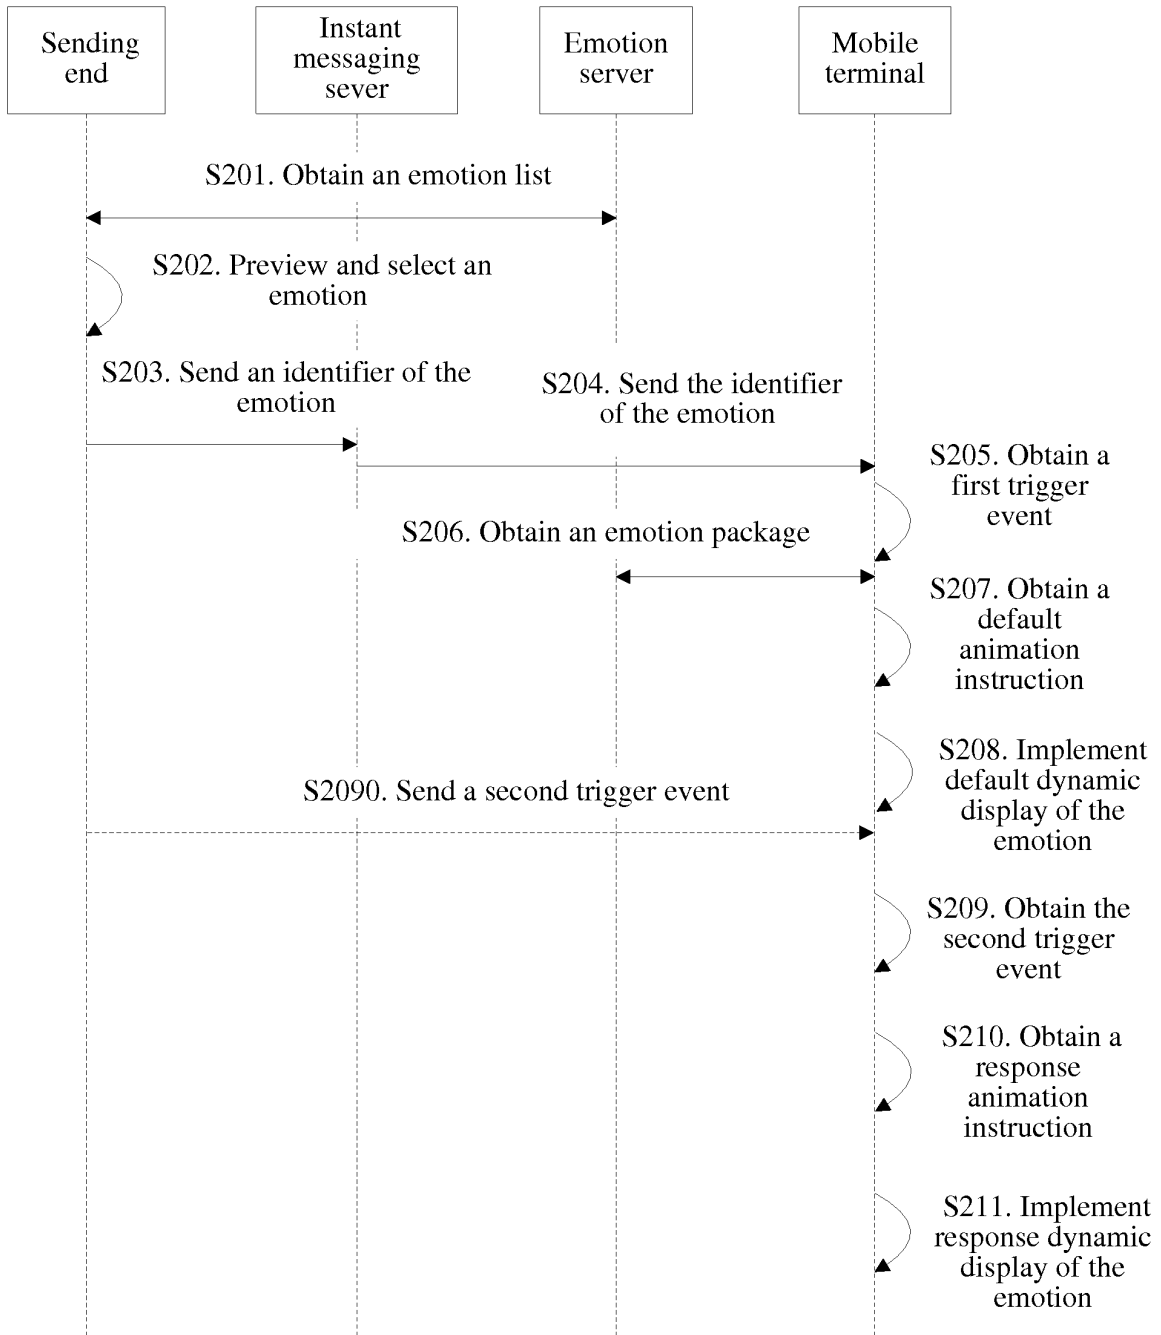 Sending
end
Instant
messaging
sever
Emotion
server
Mobile
terminal
S201. Obtain an emotion list
S202. Preview and select an
emotion
S203. Send an identifier of the
emotion
S204. Send the identifier
of the emotion
S205. Obtain a
first trigger
event
S206. Obtain an emotion package
S207. Obtain a
default
animation
instruction
S208. Implement
default dynamic
display of the
emotion
S2090. Send a second trigger event
S209. Obtain the
second trigger
event
S210. Obtain a
response
animation
instruction
S211. Implement
response dynamic
display of the
emotion